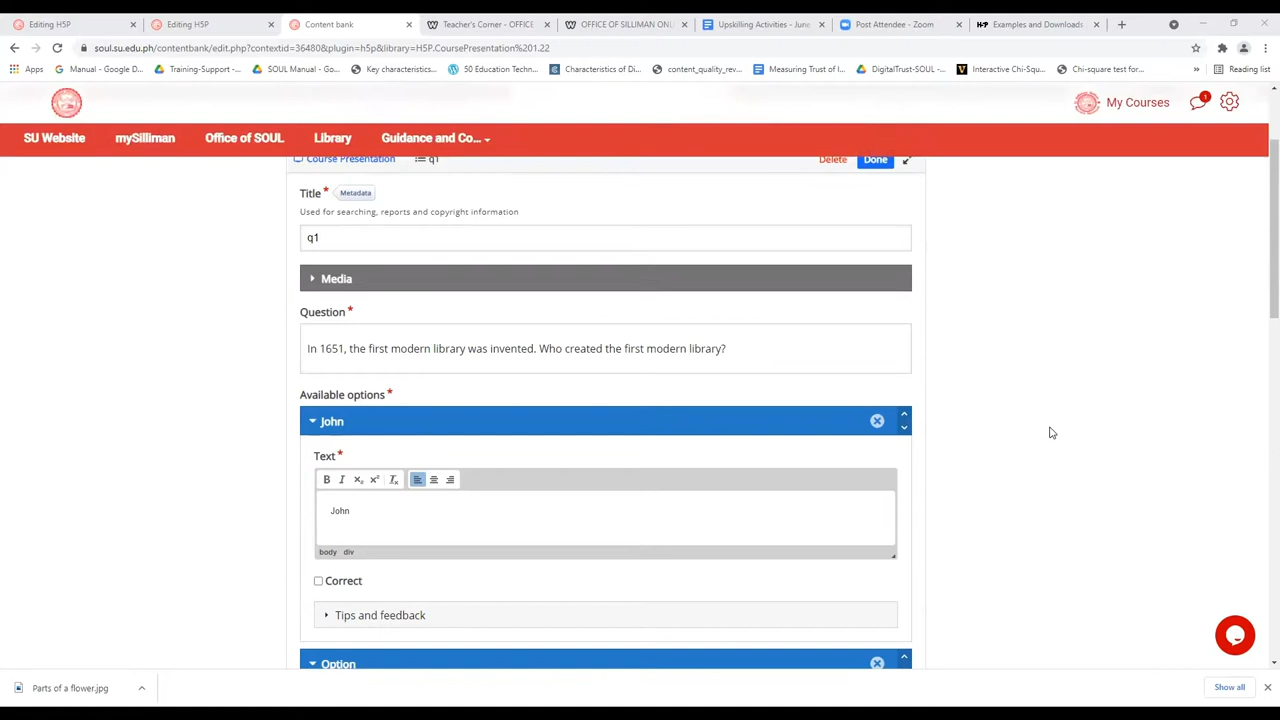 Editing H5P
Editing H5P
Content bank
Teacher's Corner - OFFICE
OFFICE OF SILLIMAN ONLI
Upskilling Activities - June
Post Attendee - Zoom
Examples and Downloads
soul.su.edu.ph/contentbank/edit.php?contextid=36480&plugin=h5p&library=H5P.CoursePresentation%201.22
Apps
Manual - Google D...
Training-Support -...
SOUL Manual - Go...
Key characteristics...
50 Education Techn...
Characteristics of Di...
content_quality_rev...
Measuring Trust of I...
DigitalTrust-SOUL -...
Interactive Chi-Squ...
Chi-square test for...
»
Reading list
My Courses
1
SU Website
mySilliman
Office of SOUL
Library
Guidance and Co...
Course Presentation
q1
Delete
Done
Title *
Metadata
Used for searching, reports and copyright information
q1
Media
Question *
In 1651, the first modern library was invented. Who created the first modern library?
Available options *
John
Text *
B I x₂ x² Tx
John
body div
Correct
Tips and feedback
Option
Parts of a flower.jpg
Show all